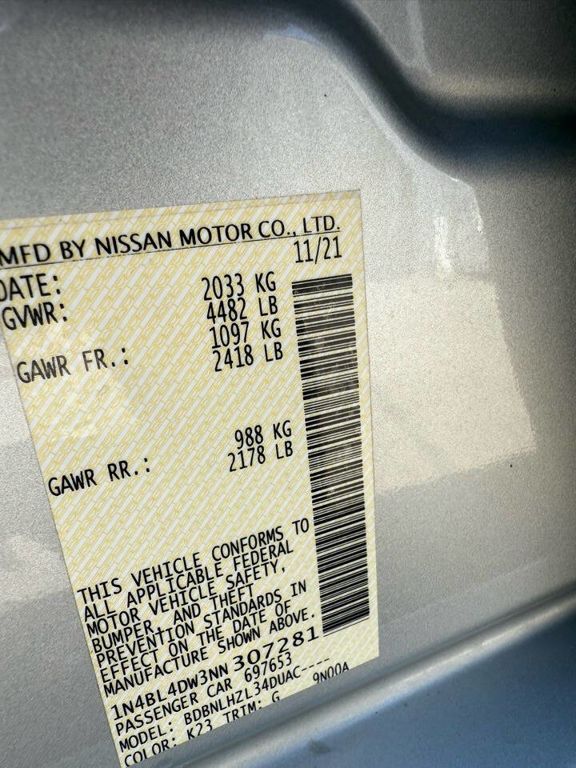 MFD BY NISSAN MOTOR CO., LTD.
DATE: 11/21
GVWR: 2033 KG
4482 LB
GAWR FR.: 1097 KG
2418 LB
GAWR RR.: 988 KG
2178 LB
THIS VEHICLE CONFORMS TO
ALL APPLICABLE FEDERAL
MOTOR VEHICLE SAFETY,
BUMPER, AND THEFT
PREVENTION STANDARDS IN
EFFECT ON THE DATE OF
MANUFACTURE SHOWN ABOVE.
1N4BL4DW3NN307281
PASSENGER CAR 697653
MODEL: BDBNLHZL34DUAC----
COLOR: K23 TRIM: G 9N00A